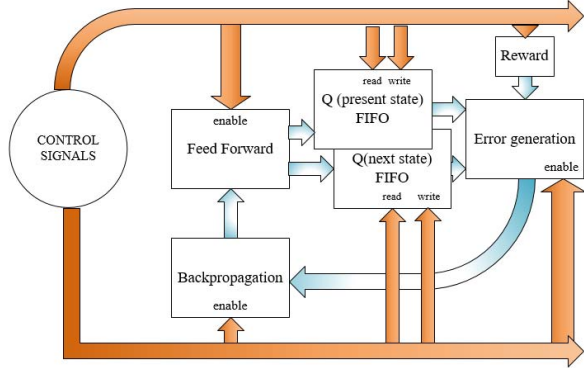 Reward
read write
Q (present state)
FIFO
enable
Feed Forward
CONTROL
SIGNALS
Error generation
enable
Q(next state)
FIFO
read write
Backpropagation
enable